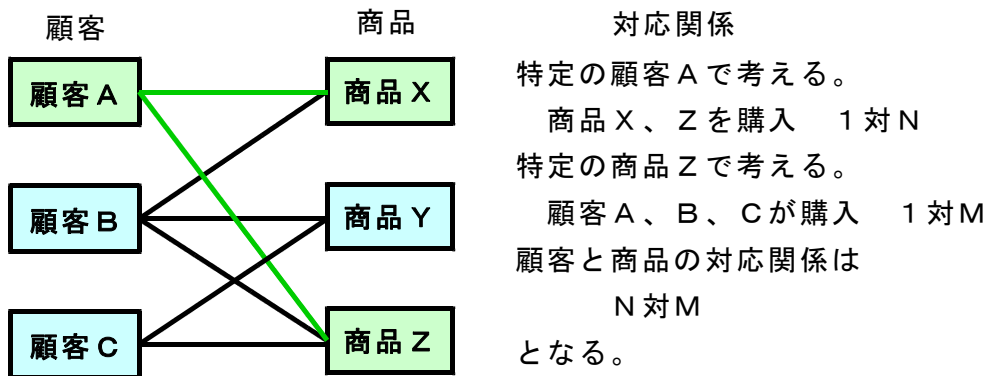 顧客
商品
対応関係
顧客A
商品X
顧客B
商品Y
顧客C
商品Z
特定の顧客Aで考える。
商品X、Zを購入　1対N
特定の商品Zで考える。
顧客A、B、Cが購入　1対M
顧客と商品の対応関係は
N対M
となる。